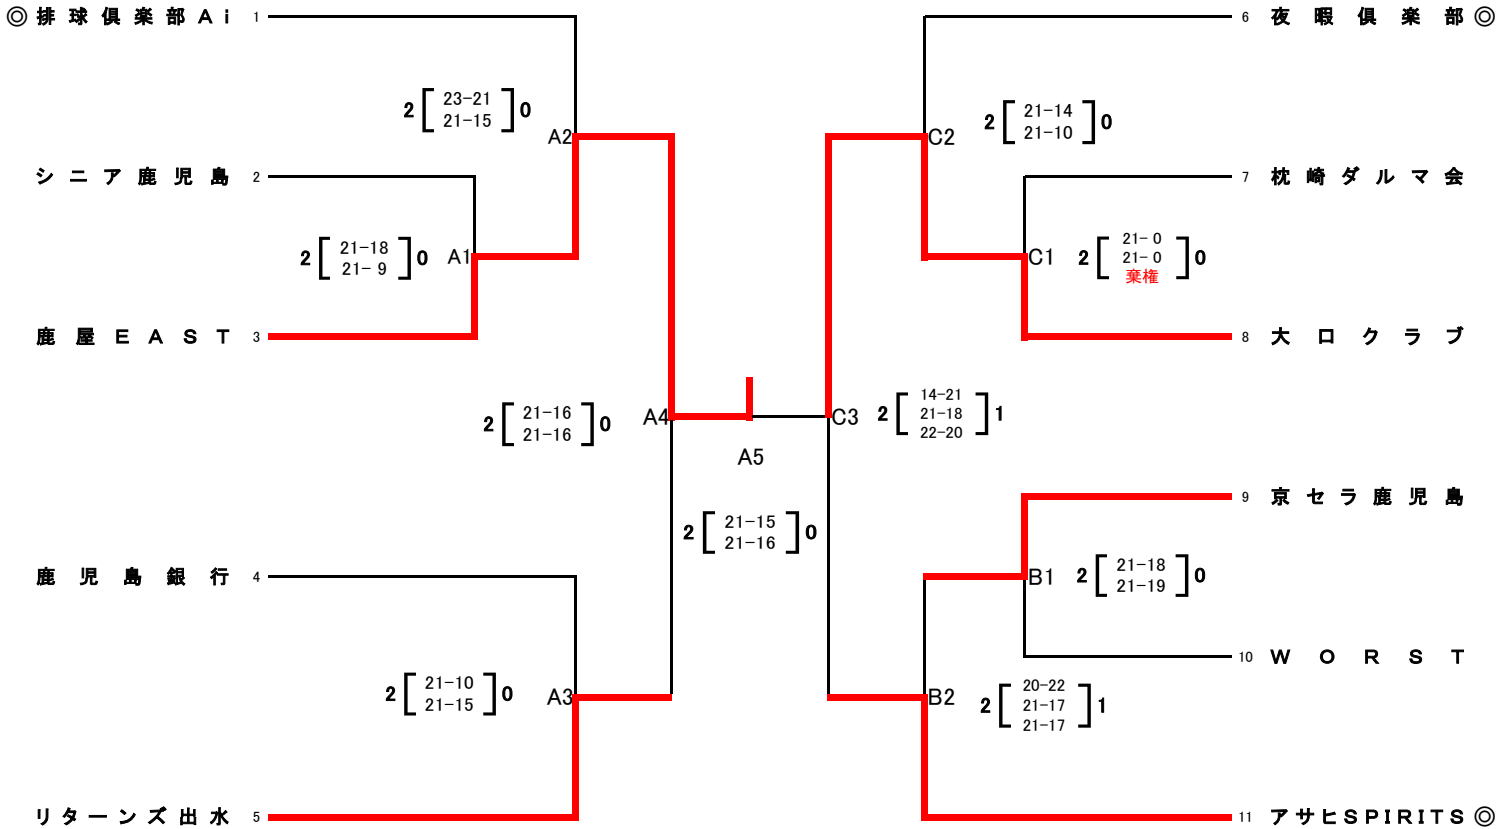 ◎ 排球倶楽部Ai 1
6 夜暇倶楽部 ◎
2 [ 23-21 ] 0
21-15
A2
C2
2 [ 21-14 ] 0
21-10
シニア鹿児島 2
7 枕崎ダルマ会
2 [ 21-18 ] 0
21- 9
A1
C1
2 [ 21- 0 ] 0
21- 0
棄権
鹿屋EAST 3
8 大口クラブ
2 [ 21-16 ] 0
21-16
A4
C3
2 [ 14-21 ] 1
21-18
22-20
A5
2 [ 21-15 ] 0
21-16
9 京セラ鹿児島
鹿児島銀行 4
B1
2 [ 21-18 ] 0
21-19
10 WORST
2 [ 21-10 ] 0
21-15
A3
B2
2 [ 20-22 ] 1
21-17
21-17
リターンズ出水 5
11 アサヒSPIRITS ◎